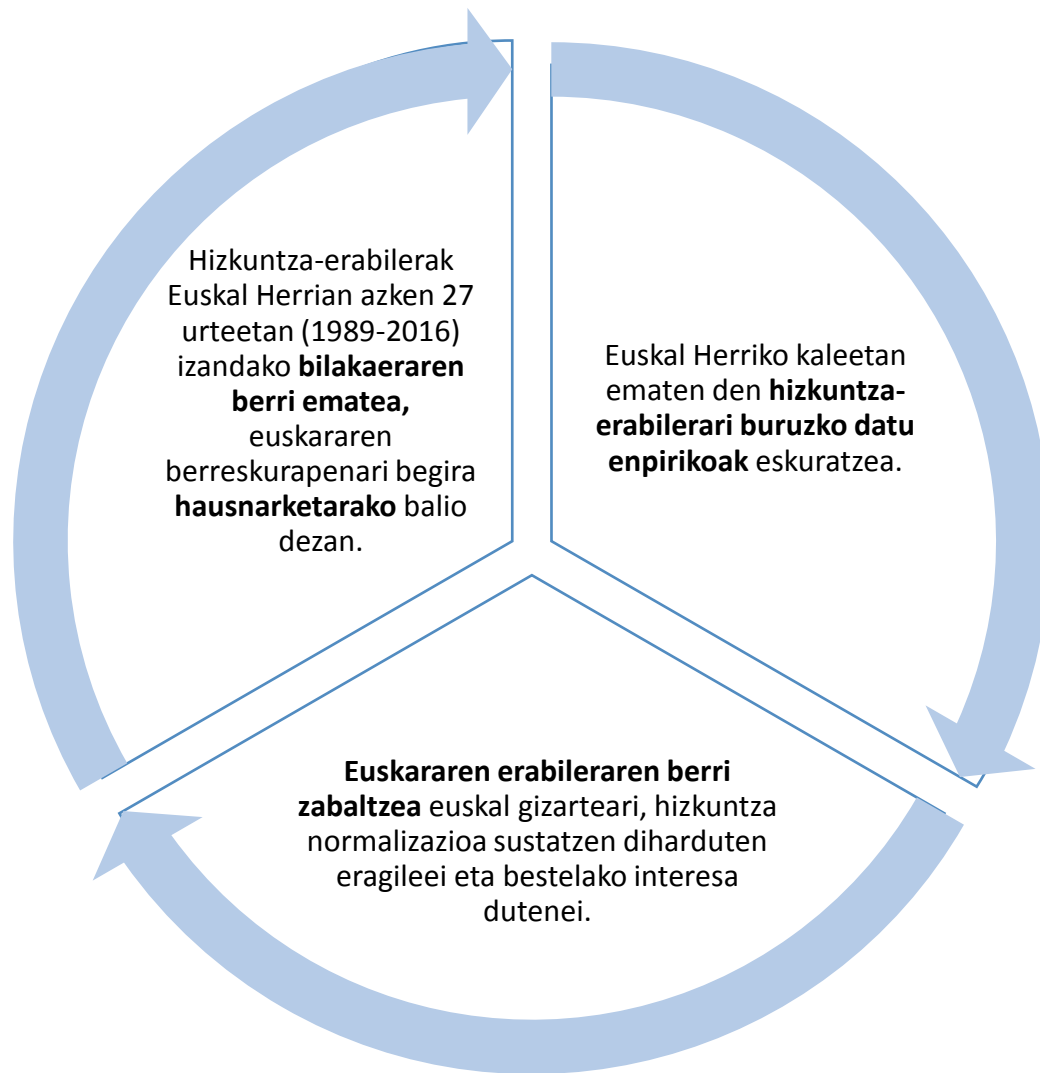 Hizkuntza-erabilerak
Euskal Herrian azken 27
urteetan (1989-2016)
izandako bilakaeraren
berri ematea,
euskararen
berreskurapenari begira
hausnarketarako balio
dezan.
Euskal Herriko kaleetan
ematen den hizkuntza-
erabilerari buruzko datu
enpirikoak eskuratzea.
Euskararen erabileraren berri
zabaltzea euskal gizarteari, hizkuntza
normalizazioa sustatzen diharduten
eragileei eta bestelako interesa
dutenei.